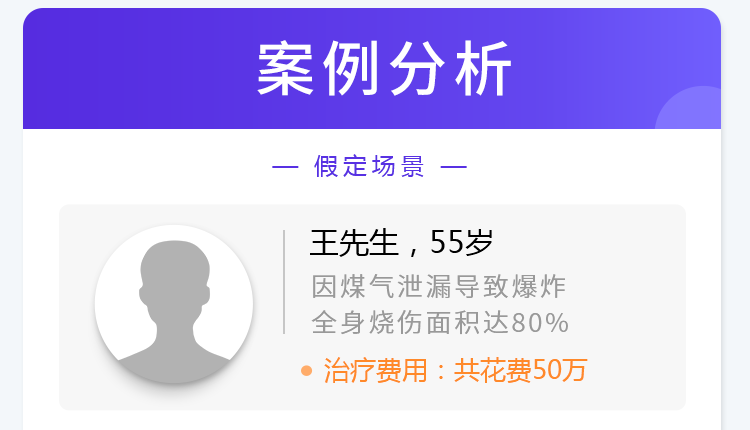 案例分析
— 假定场景 —
王先生，55岁
因煤气泄漏导致爆炸
全身烧伤面积达80%
• 治疗费用：共花费50万